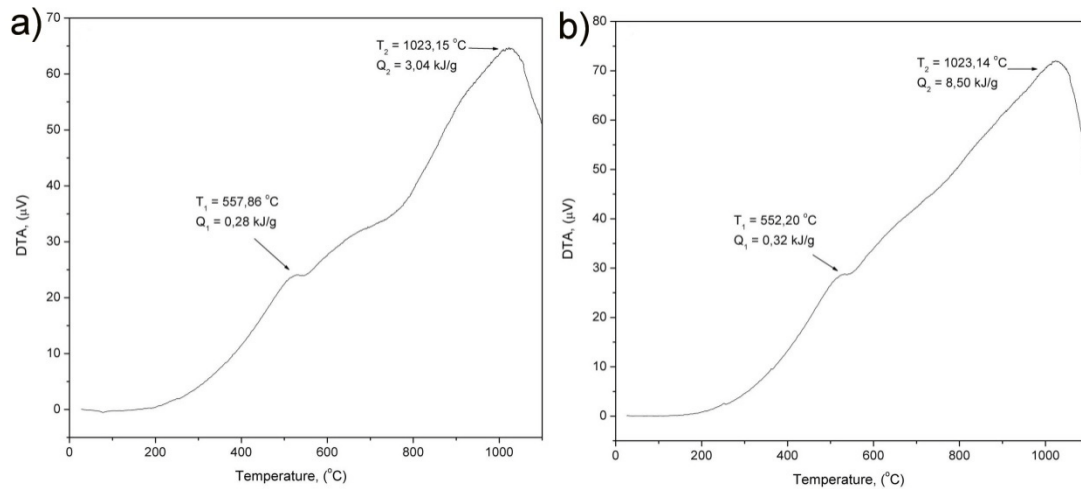 a)
70
60
50
40
30
20
10
0
DTA, (μV)
T₂ = 1023,15 °C
Q₂ = 3,04 kJ/g
T₁ = 557,86 °C
Q₁ = 0,28 kJ/g
0 200 400 600 800 1000
Temperature, (°C)
b)
80
70
60
50
40
30
20
10
0
DTA, (μV)
T₂ = 1023,14 °C
Q₂ = 8,50 kJ/g
T₁ = 552,20 °C
Q₁ = 0,32 kJ/g
0 200 400 600 800 1000
Temperature, (°C)